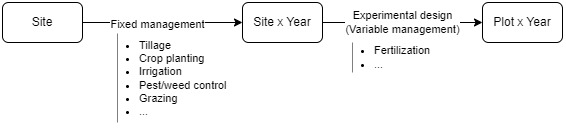 Site
Fixed management
• Tillage
• Crop planting
• Irrigation
• Pest/weed control
• Grazing
• ...
Site x Year
Experimental design
(Variable management)
• Fertilization
• ...
Plot x Year